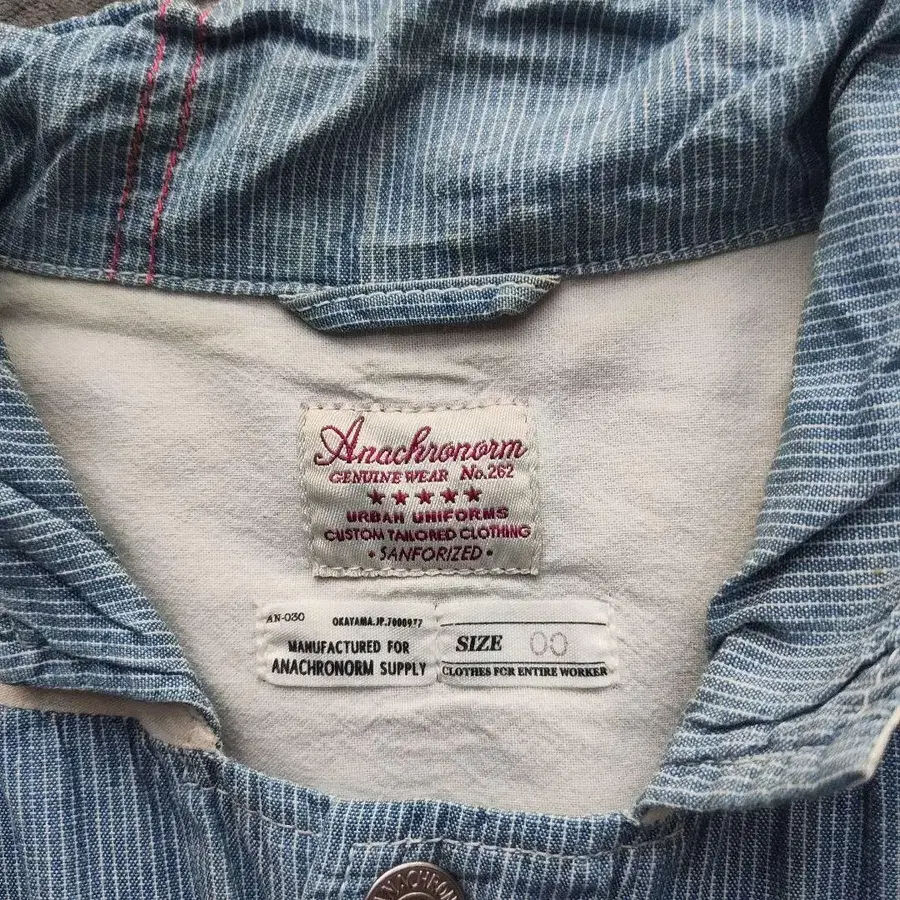 Anachronorm
GENUINE WEAR No.262
★★★★★
URBAN UNIFORMS
CUSTOM TAILORED CLOTHING
• SANFORIZED •
AN-030 OKAYAMA.JP.7000977
MANUFACTURED FOR
ANACHRONORM SUPPLY
SIZE 00
CLOTHES FOR ENTIRE WORKER
ANACHRON